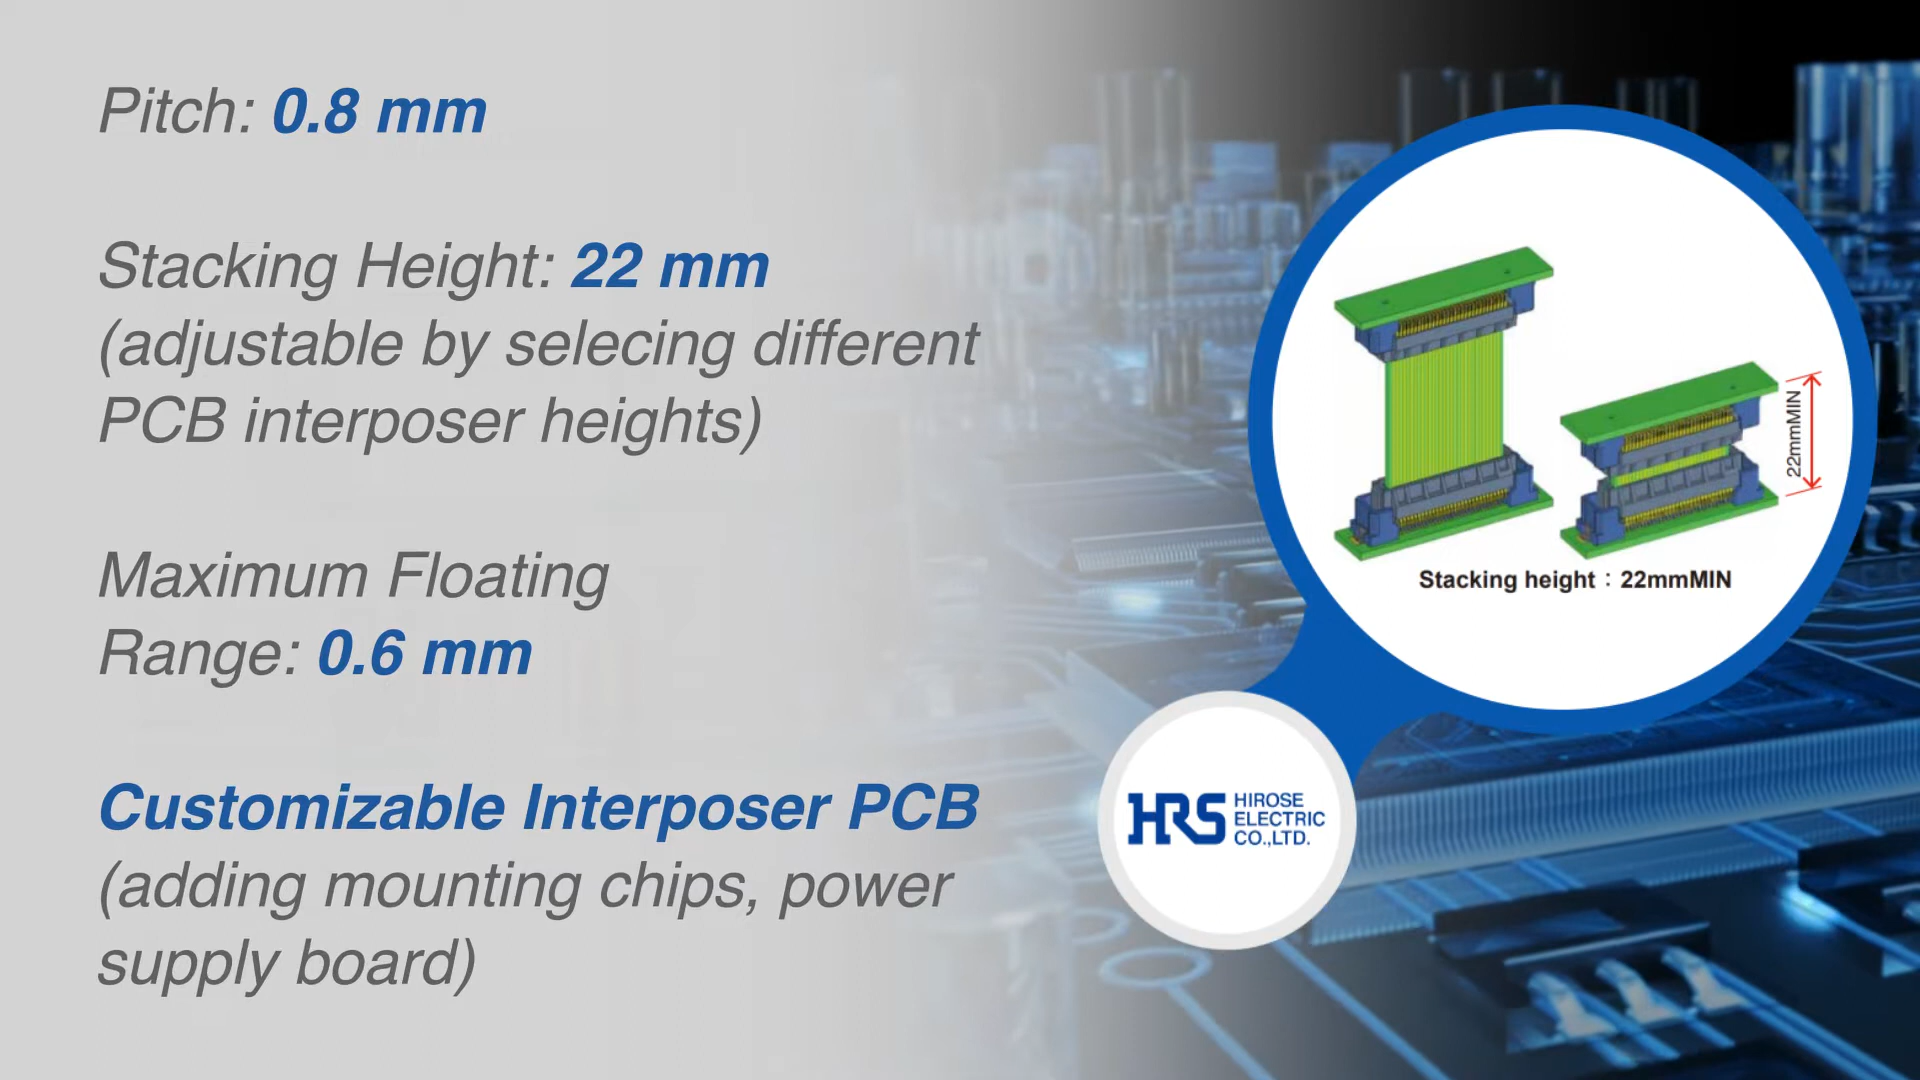 Pitch: 0.8 mm
Stacking Height: 22 mm
(adjustable by selecing different
PCB interposer heights)
Maximum Floating
Range: 0.6 mm
Customizable Interposer PCB
(adding mounting chips, power
supply board)
22mmMIN
Stacking height : 22mmMIN
HRS
HIROSE
ELECTRIC
CO.,LTD.